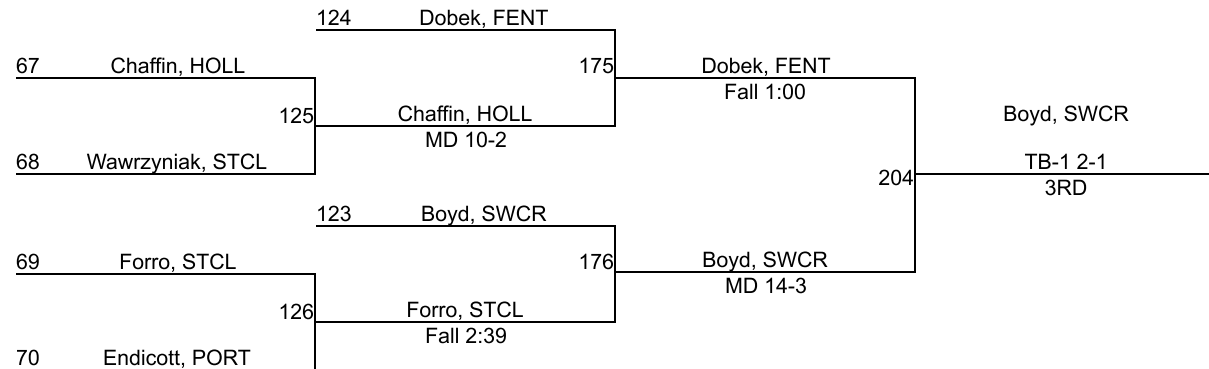 124 Dobek, FENT
67 Chaffin, HOLL
175 Dobek, FENT
Fall 1:00
125 Chaffin, HOLL
MD 10-2
Boyd, SWCR
68 Wawrzyniak, STCL
TB-1 2-1
204
3RD
123 Boyd, SWCR
69 Forro, STCL
176 Boyd, SWCR
MD 14-3
126 Forro, STCL
Fall 2:39
70 Endicott, PORT